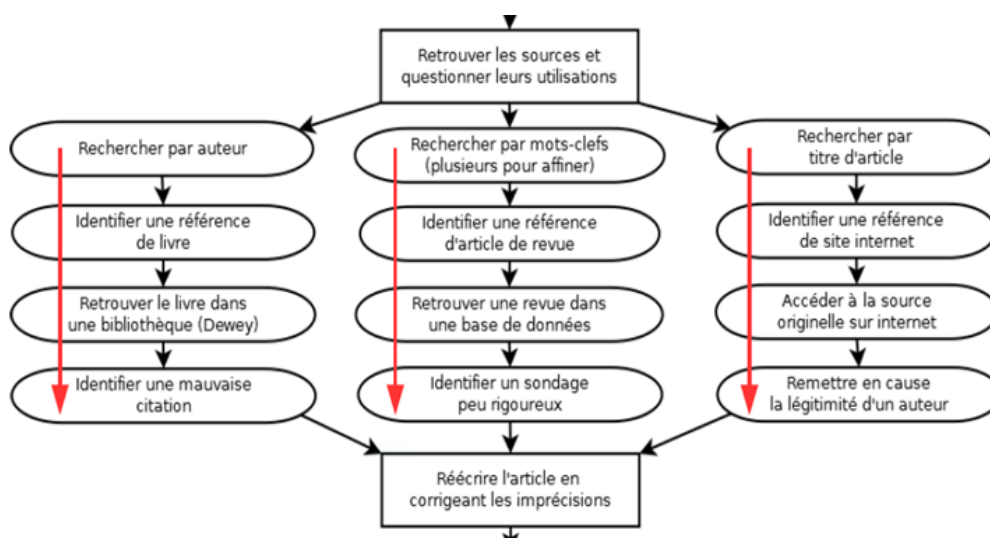 Retrouver les sources et
questionner leurs utilisations
Rechercher par auteur
Rechercher par mots-clefs
(plusieurs pour affiner)
Rechercher par
titre d'article
Identifier une référence
de livre
Identifier une référence
d'article de revue
Identifier une référence
de site internet
Retrouver le livre dans
une bibliothèque (Dewey)
Retrouver une revue dans
une base de données
Accéder à la source
originelle sur internet
Identifier une mauvaise
citation
Identifier un sondage
peu rigoureux
Remettre en cause
la légitimité d'un auteur
Réécrire l'article en
corrigeant les imprécisions